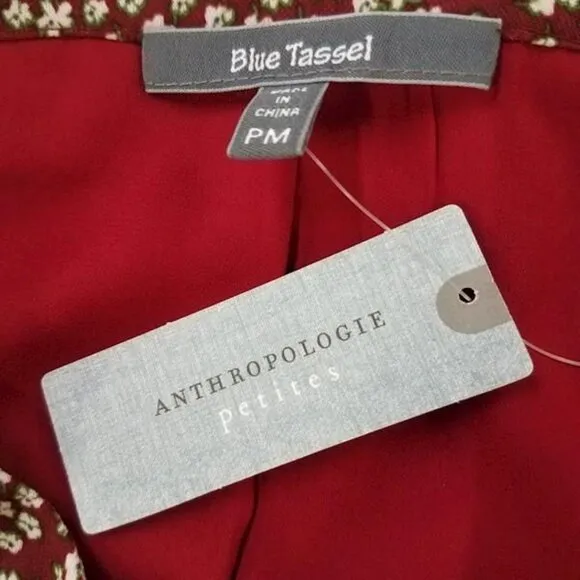 Blue Tassel
MADE
IN
CHINA
PM
ANTHROPOLOGIE
petites